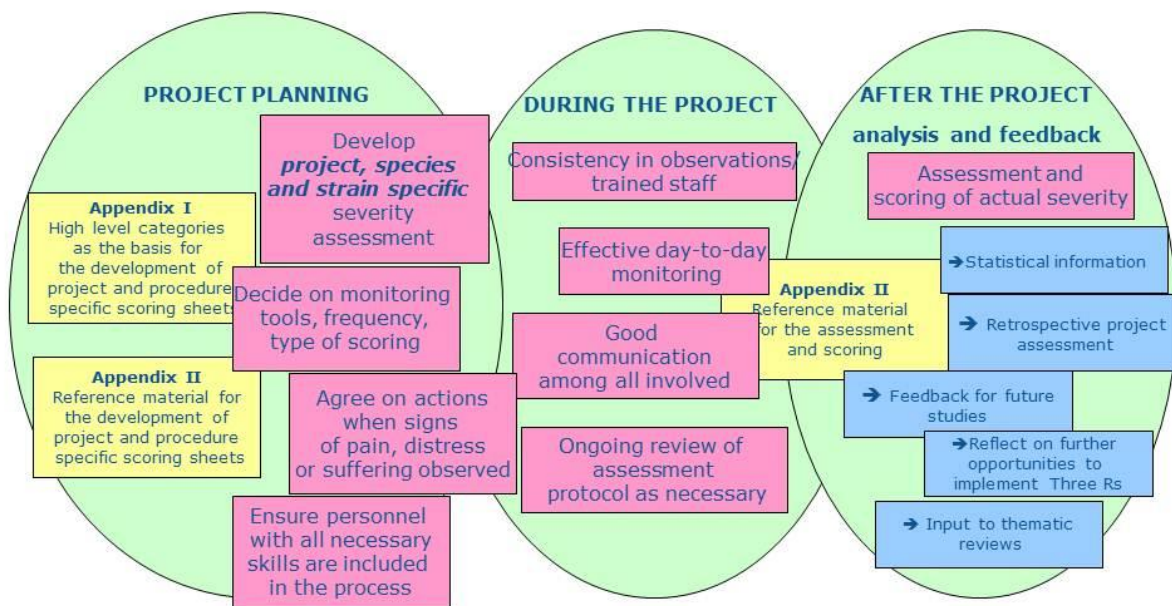 PROJECT PLANNING
Develop
project, species
and strain specific
severity
assessment
Appendix I
High level categories
as the basis for
the development of
project and procedure
specific scoring sheets
Decide on monitoring
tools, frequency,
type of scoring
Appendix II
Reference material for
the development of
project and procedure
specific scoring sheets
Agree on actions
when signs
of pain, distress
or suffering observed
Ensure personnel
with all necessary
skills are included
in the process
DURING THE PROJECT
Consistency in observations/
trained staff
Effective day-to-day
monitoring
Good
communication
among all involved
Ongoing review of
assessment
protocol as necessary
AFTER THE PROJECT
analysis and feedback
Assessment and
scoring of actual severity
Appendix II
Reference material
for the assessment
and scoring
➔Statistical information
➔ Retrospective project
assessment
➔ Feedback for future
studies
➔Reflect on further
opportunities to
implement Three Rs
➔ Input to thematic
reviews